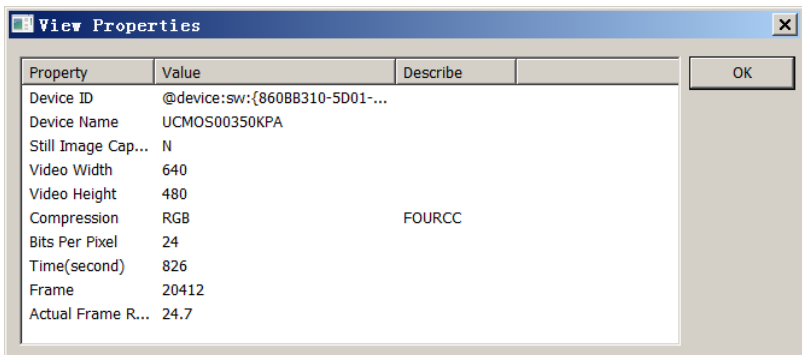 View Properties
Property Value Describe
OK
Device ID @device:sw:{860BB310-5D01-...
Device Name UCMOS00350KPA
Still Image Cap... N
Video Width 640
Video Height 480
Compression RGB FOURCC
Bits Per Pixel 24
Time(second) 826
Frame 20412
Actual Frame R... 24.7